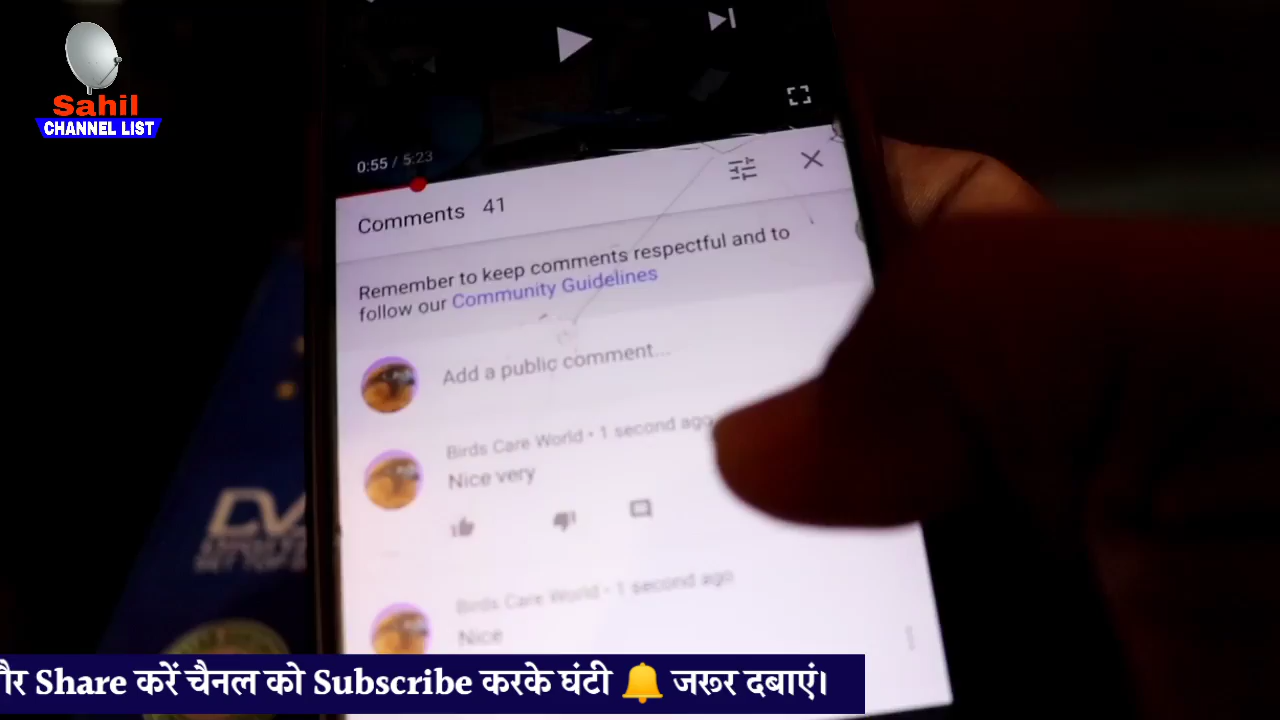 Sahil
CHANNEL LIST
0:55 / 5:23
Comments 41
Remember to keep comments respectful and to
follow our Community Guidelines
Add a public comment...
Birds Care World • 1 second ago
Nice very
Birds Care World • 1 second ago
Nice
Share करें चैनल को Subscribe करके घंटी 🔔 जरूर दबाएं।